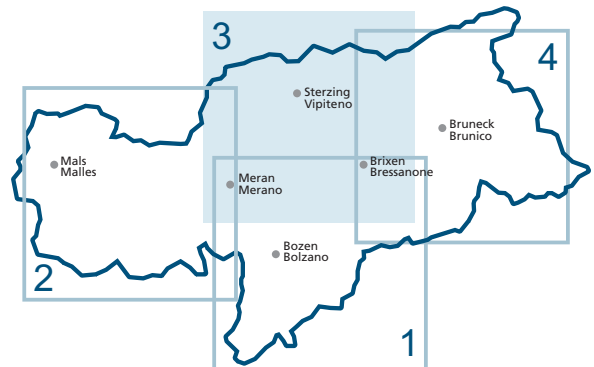 3
4
Sterzing
Vipiteno
Bruneck
Brunico
Mals
Malles
Brixen
Bressanone
Meran
Merano
Bozen
Bolzano
2
1